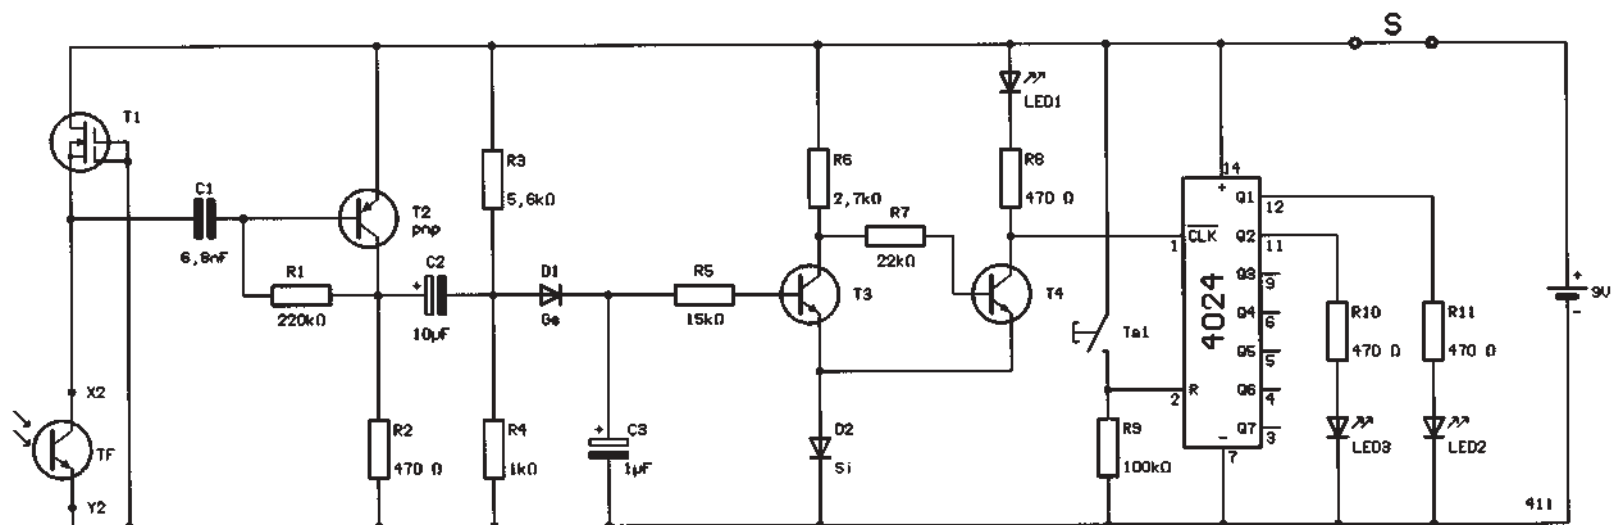 S
T1
C1
6,8nF
R1
220kΩ
T2
pnp
C2
+
10µF
R2
470 Ω
R3
5,6kΩ
R4
1kΩ
D1
Ge
C3
+
1µF
R5
15kΩ
R6
2,7kΩ
R7
22kΩ
T3
D2
Si
LED1
R8
470 Ω
T4
Ta1
R9
100kΩ
14
+
Q1
12
1
CLK
Q2
11
Q3
9
4024
Q4
6
Q5
5
2
R
Q6
4
Q7
3
-
7
R10
470 Ω
LED3
R11
470 Ω
LED2
+
9V
-
X2
TF
Y2
411